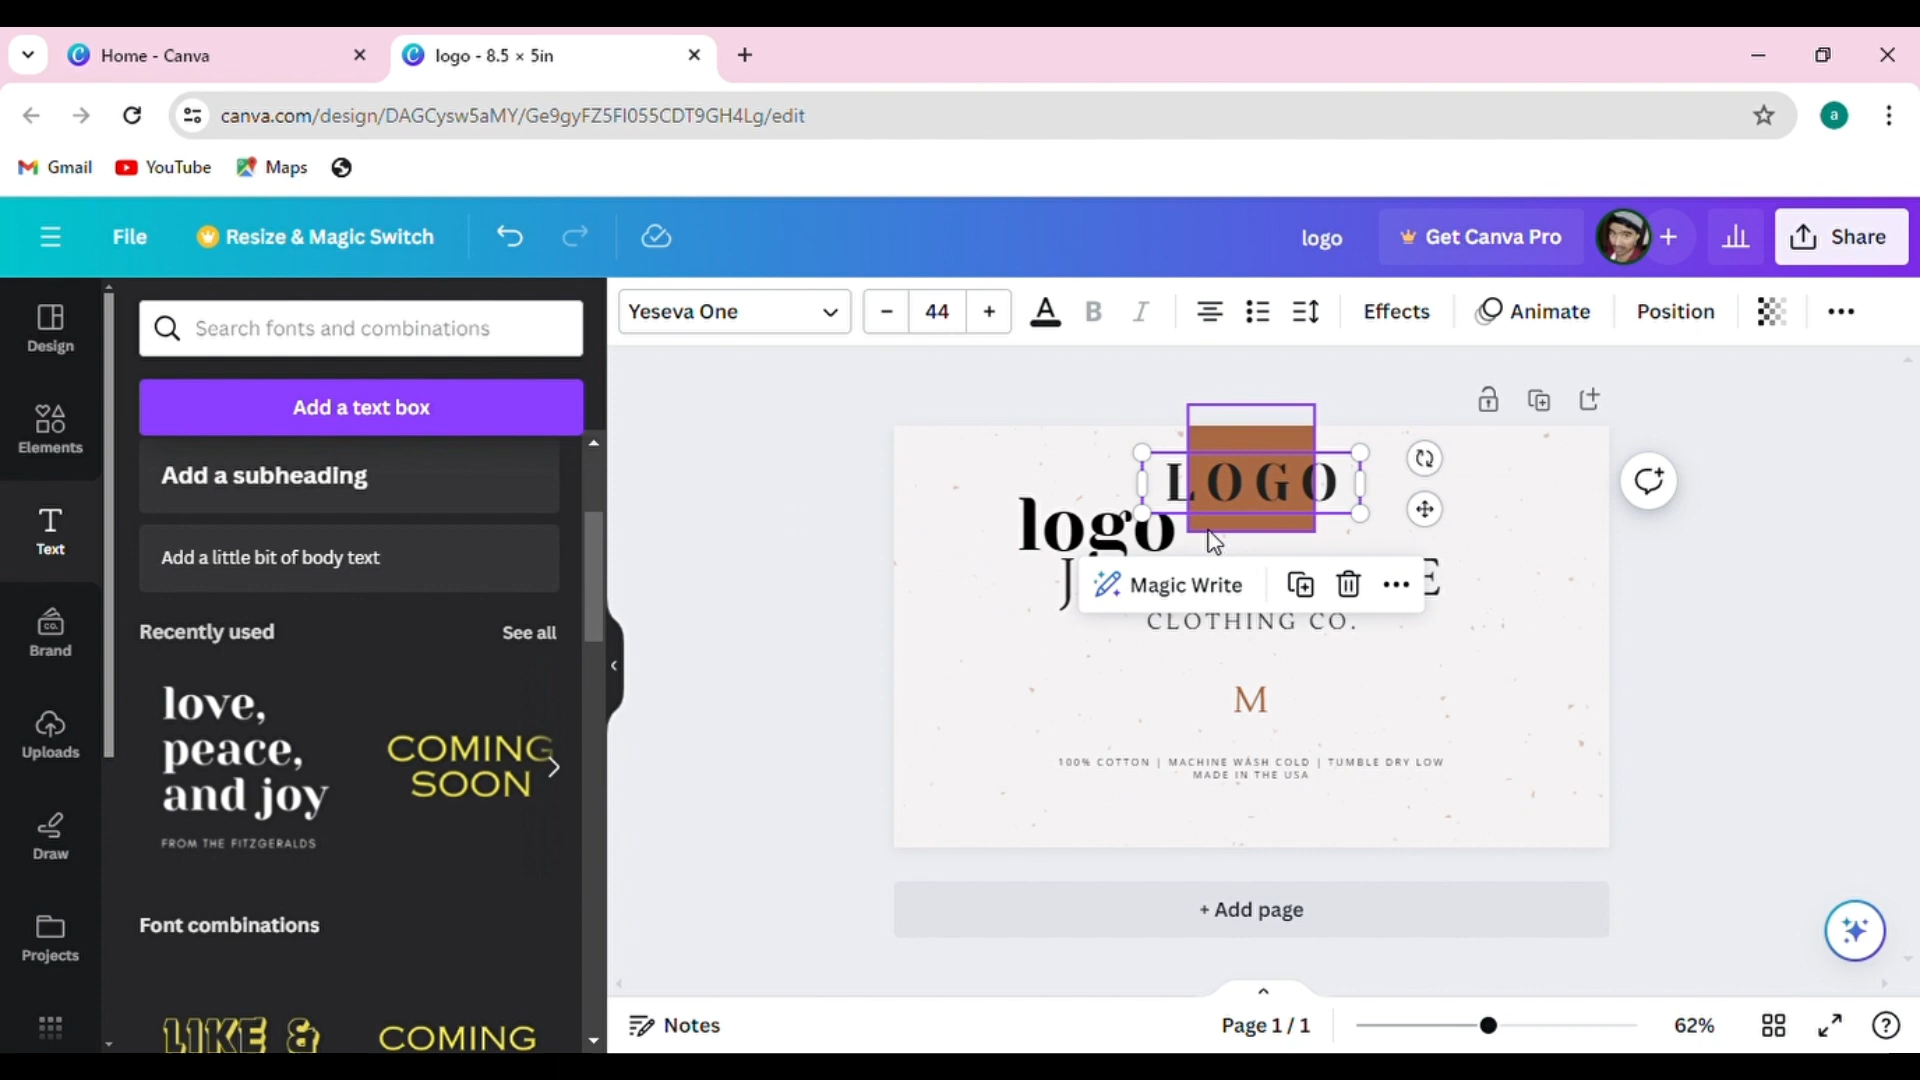 Home - Canva
logo - 8.5 × 5in
canva.com/design/DAGCysw5aMY/Ge9gyFZ5FI055CDT9GH4Lg/edit
a
Gmail
YouTube
Maps
File
Resize & Magic Switch
logo
Get Canva Pro
Share
Design
Elements
Text
Brand
Uploads
Draw
Projects
Search fonts and combinations
Add a text box
Add a subheading
Add a little bit of body text
Recently used
See all
love,
peace,
and joy
FROM THE FITZGERALDS
COMING
SOON
Font combinations
LIKE &
COMING
Yeseva One
44
Effects
Animate
Position
LOGO
logo
Magic Write
CLOTHING CO.
M
100% COTTON | MACHINE WASH COLD | TUMBLE DRY LOW
MADE IN THE USA
+ Add page
Notes
Page 1 / 1
62%